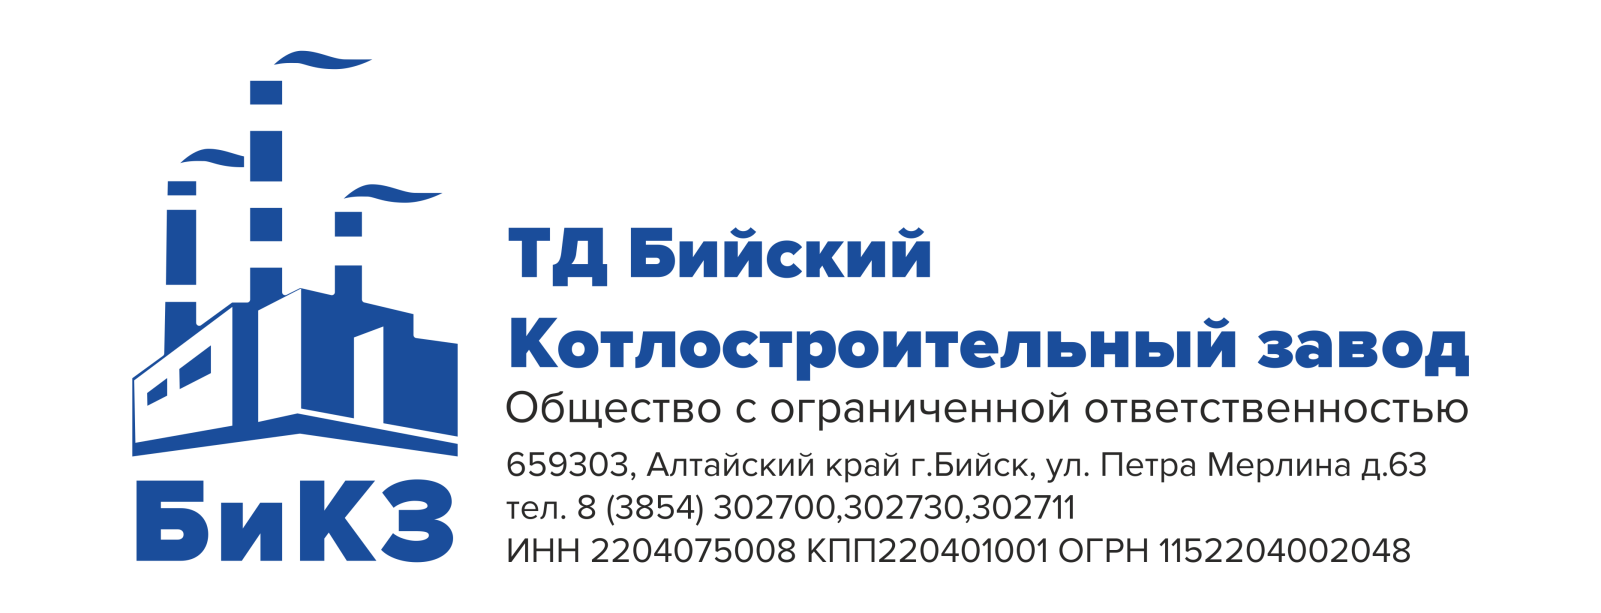 ТД Бийский
Котлостроительный завод
Общество с ограниченной ответственностью
659303, Алтайский край г.Бийск, ул. Петра Мерлина д.63
тел. 8 (3854) 302700,302730,302711
ИНН 2204075008 КПП220401001 ОГРН 1152204002048
БиКЗ